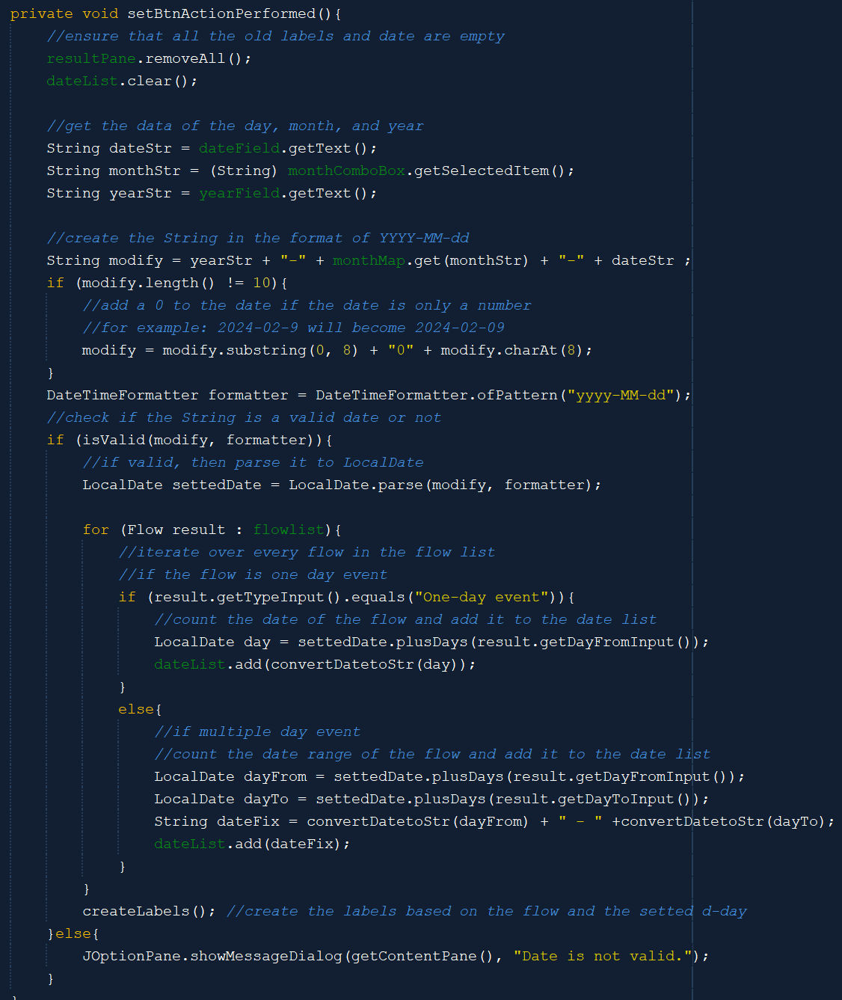 private void setBtnActionPerformed(){
//ensure that all the old labels and date are empty
resultPane.removeAll();
dateList.clear();
//get the data of the day, month, and year
String dateStr = dateField.getText();
String monthStr = (String) monthComboBox.getSelectedItem();
String yearStr = yearField.getText();
//create the String in the format of YYYY-MM-dd
String modify = yearStr + "-" + monthMap.get(monthStr) + "-" + dateStr ;
if (modify.length() != 10){
//add a 0 to the date if the date is only a number
//for example: 2024-02-9 will become 2024-02-09
modify = modify.substring(0, 8) + "0" + modify.charAt(8);
}
DateTimeFormatter formatter = DateTimeFormatter.ofPattern("yyyy-MM-dd");
//check if the String is a valid date or not
if (isValid(modify, formatter)){
//if valid, then parse it to LocalDate
LocalDate settedDate = LocalDate.parse(modify, formatter);
for (Flow result : flowlist){
//iterate over every flow in the flow list
//if the flow is one day event
if (result.getTypeInput().equals("One-day event")){
//count the date of the flow and add it to the date list
LocalDate day = settedDate.plusDays(result.getDayFromInput());
dateList.add(convertDatetoStr(day));
}
else{
//if multiple day event
//count the date range of the flow and add it to the date list
LocalDate dayFrom = settedDate.plusDays(result.getDayFromInput());
LocalDate dayTo = settedDate.plusDays(result.getDayToInput());
String dateFix = convertDatetoStr(dayFrom) + " - " +convertDatetoStr(dayTo);
dateList.add(dateFix);
}
}
createLabels(); //create the labels based on the flow and the setted d-day
}else{
JOptionPane.showMessageDialog(getContentPane(), "Date is not valid.");
}
}